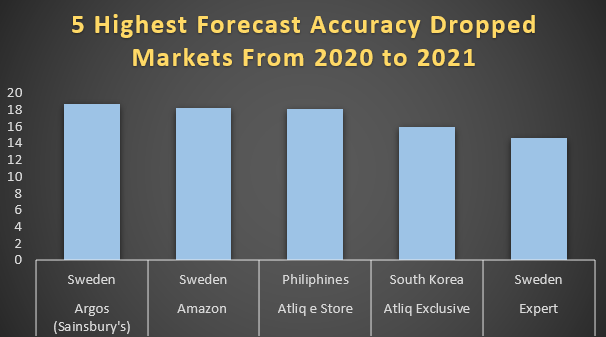 5 Highest Forecast Accuracy Dropped
Markets From 2020 to 2021
20
18
16
14
12
10
8
6
4
2
0
Sweden Sweden Philiphines South Korea Sweden
Argos Amazon Atliq e Store Atliq Exclusive Expert
(Sainsbury's)